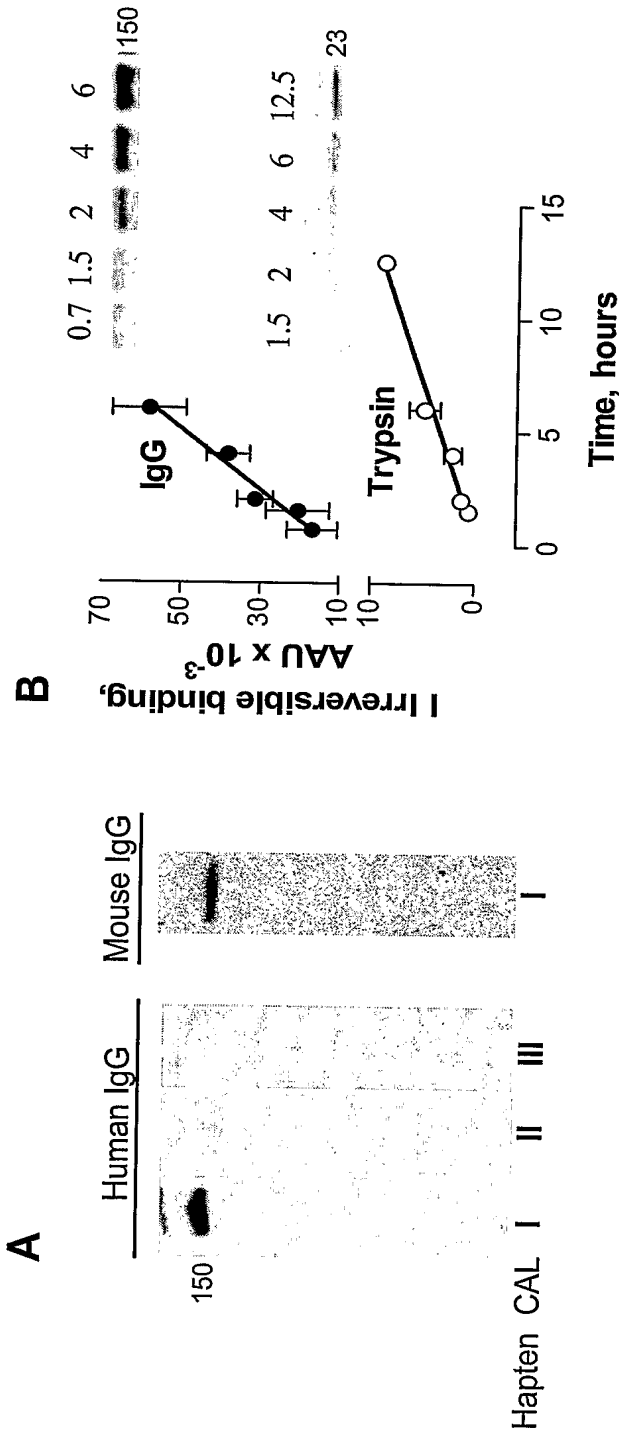 A
Human IgG
Mouse IgG
150
Hapten CAL I II III I
B
I Irreversible binding,
AAU x 10⁻³
70
50
30
10
10
0
IgG
0.7 1.5 2 4 6
150
Trypsin
1.5 2 4 6 12.5
23
0 5 10 15
Time, hours